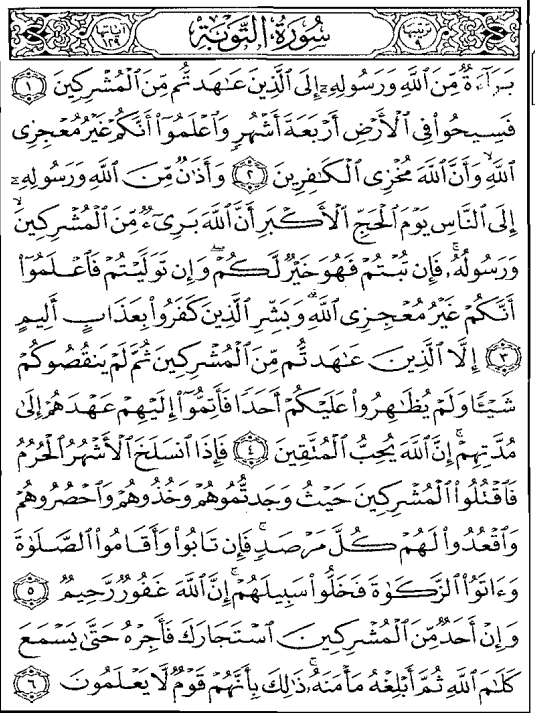 ترتيبها ٩ سُورَةُ التَّوْبَةِ آياتها ١٢٩
بَرَآءَةٌ مِّنَ ٱللَّهِ وَرَسُولِهِۦٓ إِلَى ٱلَّذِينَ عَٰهَدتُّم مِّنَ ٱلْمُشْرِكِينَ ١
فَسِيحُوا۟ فِى ٱلْأَرْضِ أَرْبَعَةَ أَشْهُرٍ وَٱعْلَمُوٓا۟ أَنَّكُمْ غَيْرُ مُعْجِزِى
ٱللَّهِ ۙ وَأَنَّ ٱللَّهَ مُخْزِى ٱلْكَٰفِرِينَ ٢ وَأَذَٰنٌ مِّنَ ٱللَّهِ وَرَسُولِهِۦٓ
إِلَى ٱلنَّاسِ يَوْمَ ٱلْحَجِّ ٱلْأَكْبَرِ أَنَّ ٱللَّهَ بَرِىٓءٌ مِّنَ ٱلْمُشْرِكِينَ ۙ
وَرَسُولُهُۥ ۚ فَإِن تُبْتُمْ فَهُوَ خَيْرٌ لَّكُمْ ۖ وَإِن تَوَلَّيْتُمْ فَٱعْلَمُوٓا۟
أَنَّكُمْ غَيْرُ مُعْجِزِى ٱللَّهِ ۗ وَبَشِّرِ ٱلَّذِينَ كَفَرُوا۟ بِعَذَابٍ أَلِيمٍ
٣ إِلَّا ٱلَّذِينَ عَٰهَدتُّم مِّنَ ٱلْمُشْرِكِينَ ثُمَّ لَمْ يَنقُصُوكُمْ
شَيْـًٔا وَلَمْ يُظَٰهِرُوا۟ عَلَيْكُمْ أَحَدًا فَأَتِمُّوٓا۟ إِلَيْهِمْ عَهْدَهُمْ إِلَىٰ
مُدَّتِهِمْ ۚ إِنَّ ٱللَّهَ يُحِبُّ ٱلْمُتَّقِينَ ٤ فَإِذَا ٱنسَلَخَ ٱلْأَشْهُرُ ٱلْحُرُمُ
فَٱقْتُلُوا۟ ٱلْمُشْرِكِينَ حَيْثُ وَجَدتُّمُوهُمْ وَخُذُوهُمْ وَٱحْصُرُوهُمْ
وَٱقْعُدُوا۟ لَهُمْ كُلَّ مَرْصَدٍ ۚ فَإِن تَابُوا۟ وَأَقَامُوا۟ ٱلصَّلَوٰةَ
وَءَاتَوُا۟ ٱلزَّكَوٰةَ فَخَلُّوا۟ سَبِيلَهُمْ ۚ إِنَّ ٱللَّهَ غَفُورٌ رَّحِيمٌ ٥
وَإِنْ أَحَدٌ مِّنَ ٱلْمُشْرِكِينَ ٱسْتَجَارَكَ فَأَجِرْهُ حَتَّىٰ يَسْمَعَ
كَلَٰمَ ٱللَّهِ ثُمَّ أَبْلِغْهُ مَأْمَنَهُۥ ۚ ذَٰلِكَ بِأَنَّهُمْ قَوْمٌ لَّا يَعْلَمُونَ ٦